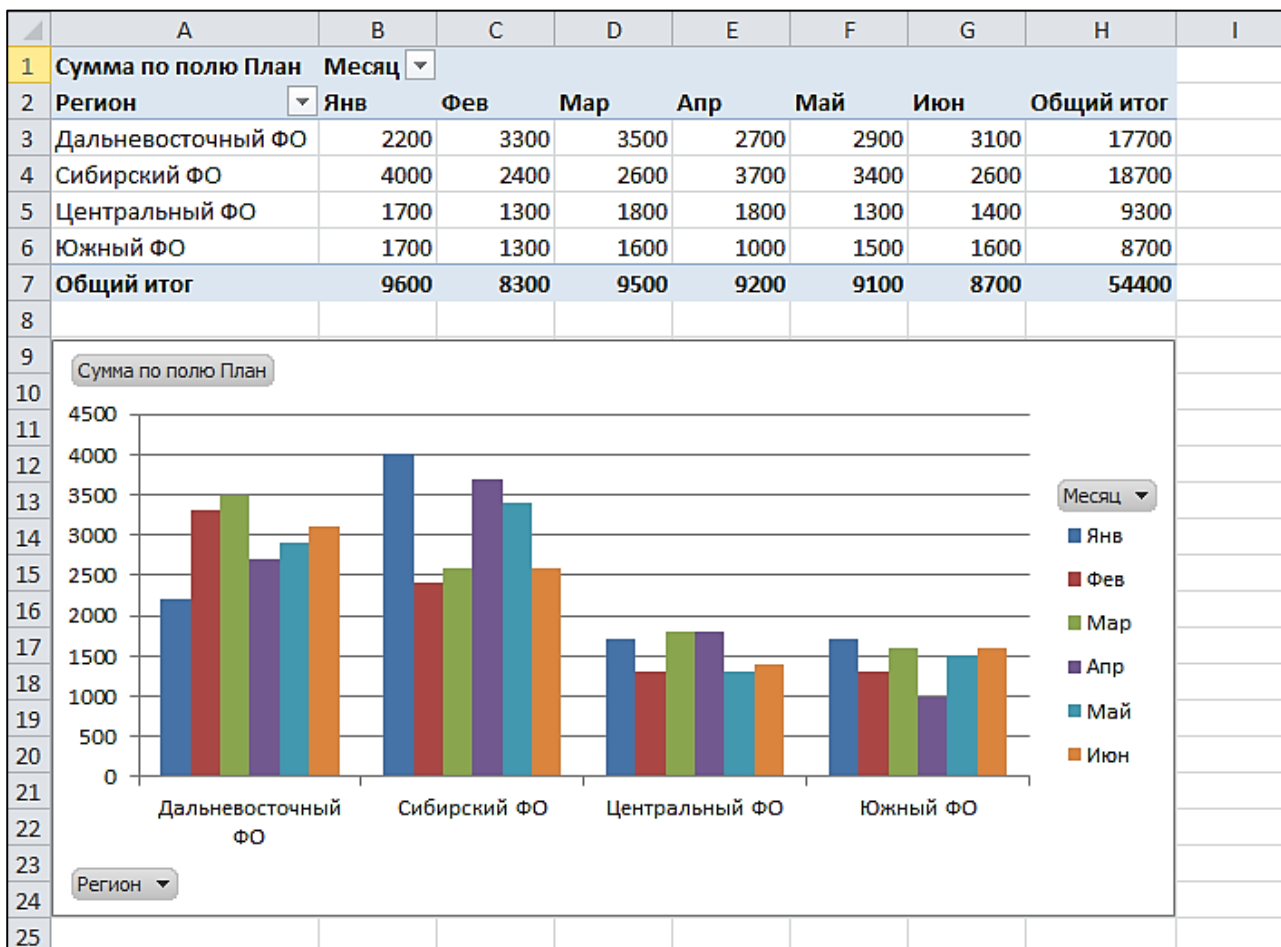 A B C D E F G H I
1 Сумма по полю План Месяц
2 Регион Янв Фев Мар Апр Май Июн Общий итог
3 Дальневосточный ФО 2200 3300 3500 2700 2900 3100 17700
4 Сибирский ФО 4000 2400 2600 3700 3400 2600 18700
5 Центральный ФО 1700 1300 1800 1800 1300 1400 9300
6 Южный ФО 1700 1300 1600 1000 1500 1600 8700
7 Общий итог 9600 8300 9500 9200 9100 8700 54400
8
9
10
11
12
13
14
15
16
17
18
19
20
21
22
23
24
25
Сумма по полю План
4500
4000
3500
3000
2500
2000
1500
1000
500
0
Дальневосточный
ФО
Сибирский ФО
Центральный ФО
Южный ФО
Месяц
Янв
Фев
Мар
Апр
Май
Июн
Регион